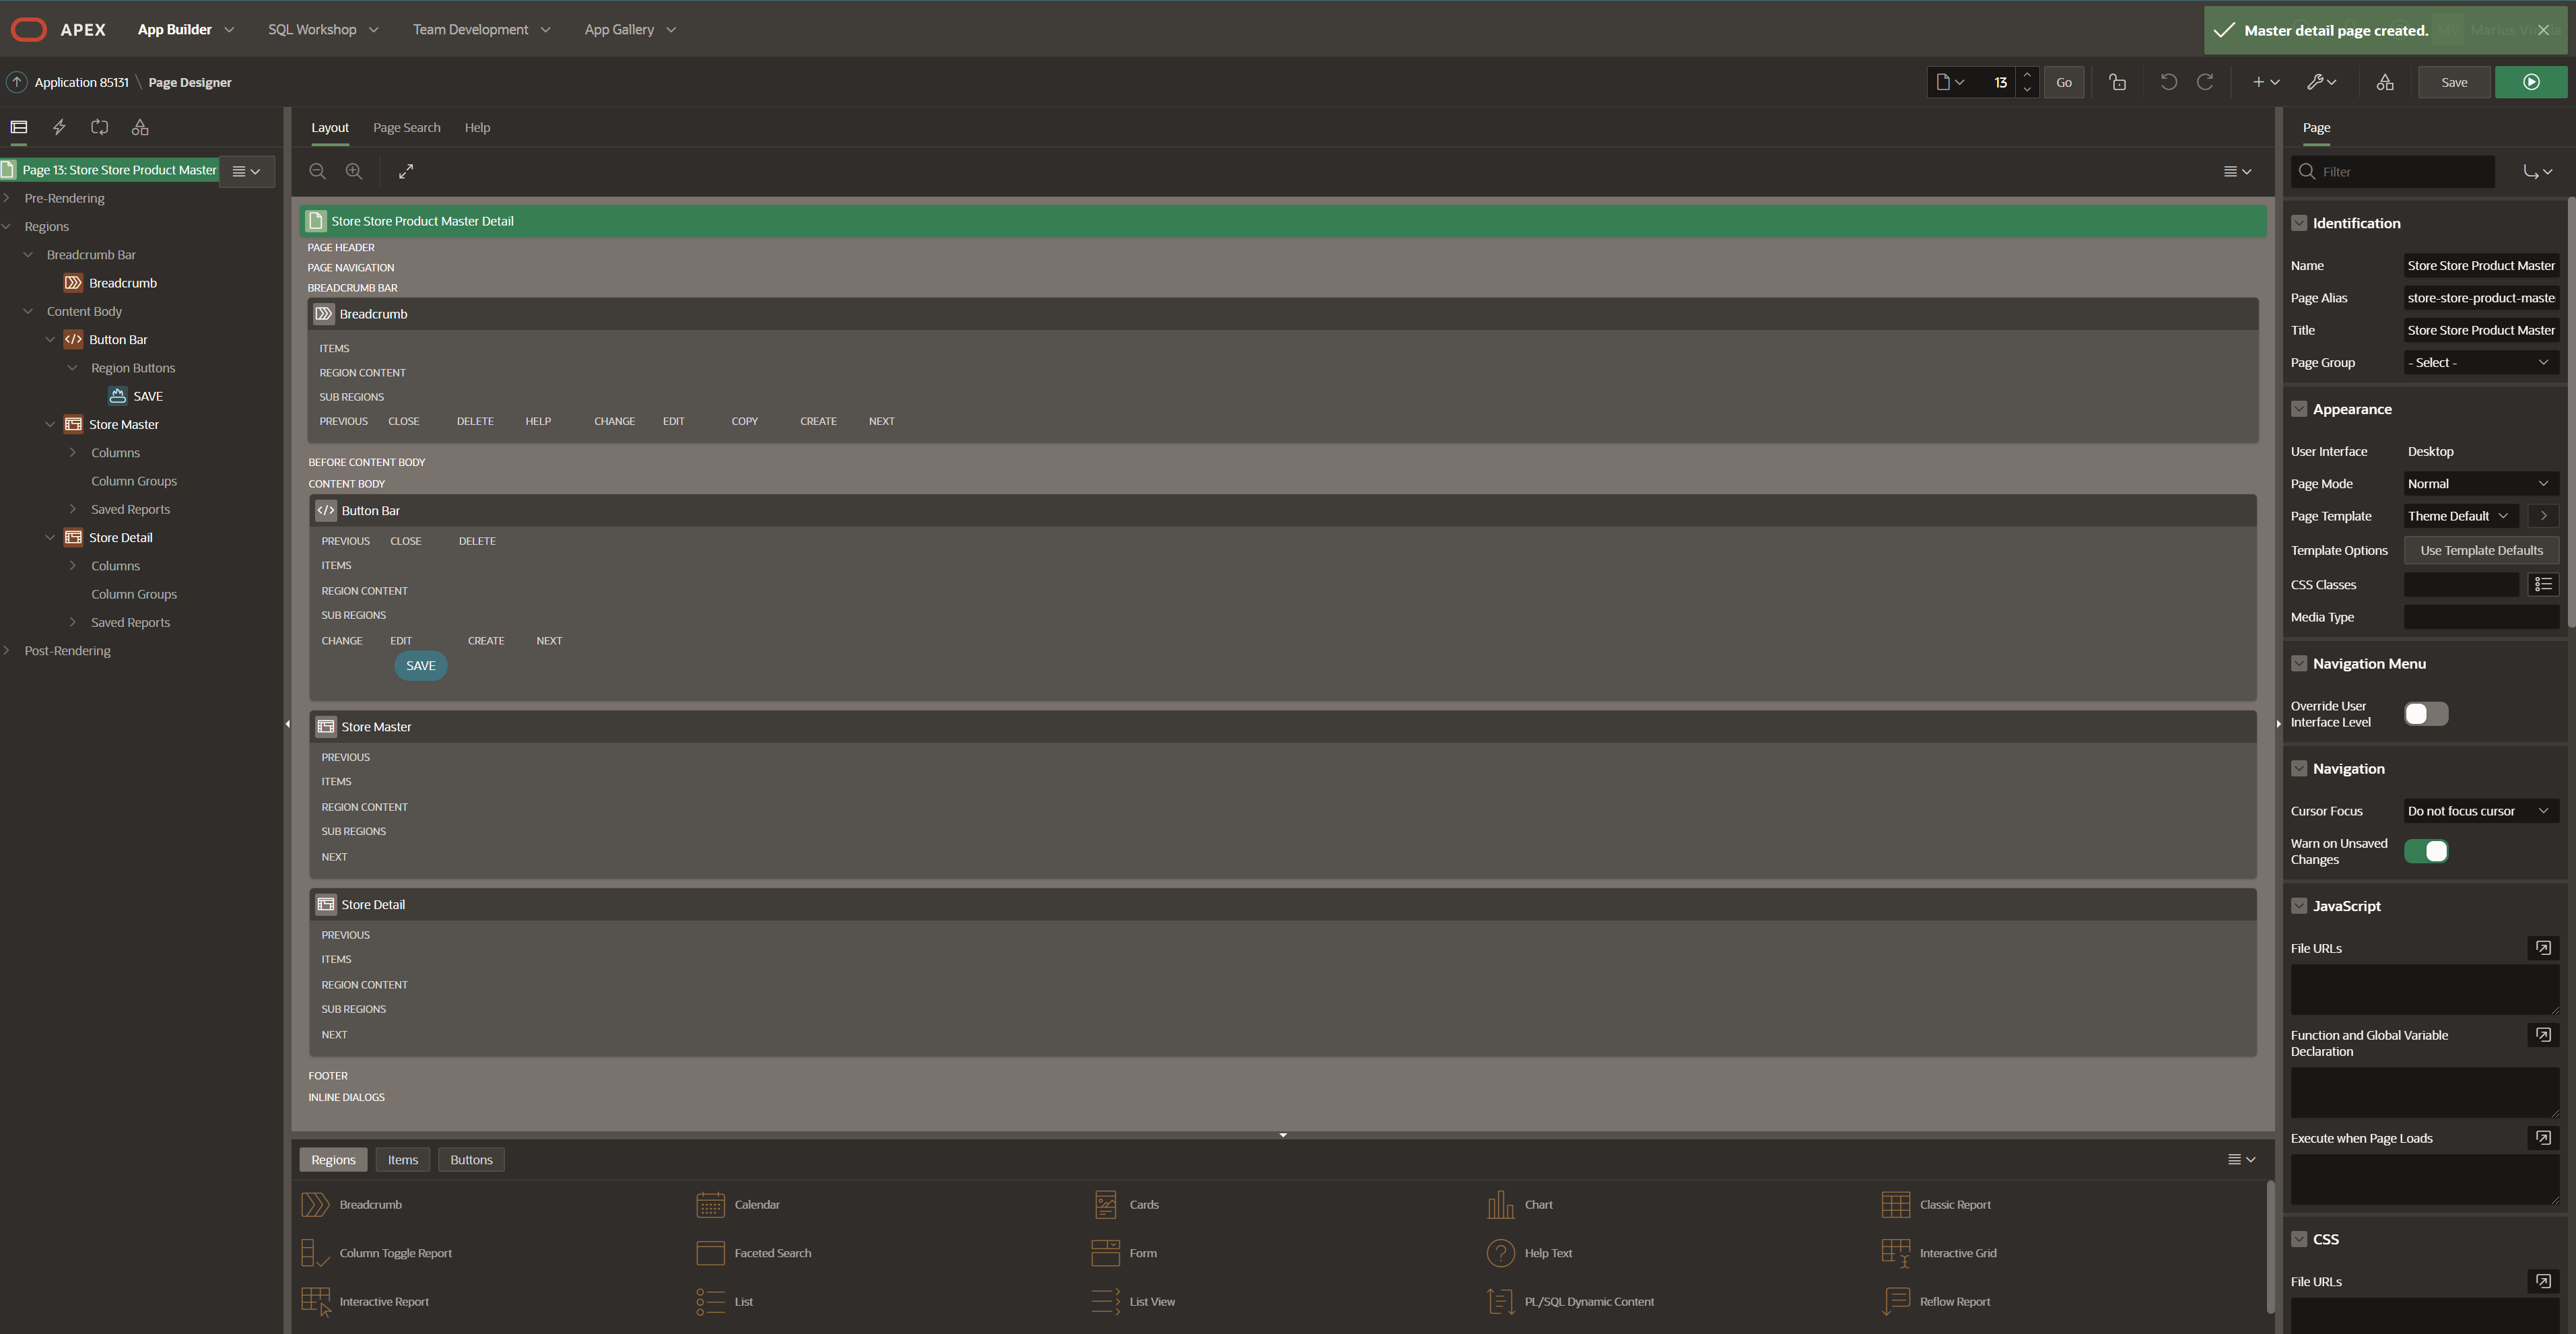 APEX App Builder SQL Workshop Team Development App Gallery
Master detail page created.
Application 85131 \ Page Designer
13 Go Save
Page 13: Store Store Product Master
Pre-Rendering
Regions
Breadcrumb Bar
Breadcrumb
Content Body
Button Bar
Region Buttons
SAVE
Store Master
Columns
Column Groups
Saved Reports
Store Detail
Columns
Column Groups
Saved Reports
Post-Rendering
Layout Page Search Help
Store Store Product Master Detail
PAGE HEADER
PAGE NAVIGATION
BREADCRUMB BAR
Breadcrumb
ITEMS
REGION CONTENT
SUB REGIONS
PREVIOUS CLOSE DELETE HELP CHANGE EDIT COPY CREATE NEXT
BEFORE CONTENT BODY
CONTENT BODY
Button Bar
PREVIOUS CLOSE DELETE
ITEMS
REGION CONTENT
SUB REGIONS
CHANGE EDIT CREATE NEXT
SAVE
Store Master
PREVIOUS
ITEMS
REGION CONTENT
SUB REGIONS
NEXT
Store Detail
PREVIOUS
ITEMS
REGION CONTENT
SUB REGIONS
NEXT
FOOTER
INLINE DIALOGS
Regions Items Buttons
Breadcrumb Calendar Cards Chart Classic Report
Column Toggle Report Faceted Search Form Help Text Interactive Grid
Interactive Report List List View PL/SQL Dynamic Content Reflow Report
Page
Filter
Identification
Name Store Store Product Master
Page Alias store-store-product-maste
Title Store Store Product Master
Page Group - Select -
Appearance
User Interface Desktop
Page Mode Normal
Page Template Theme Default
Template Options Use Template Defaults
CSS Classes
Media Type
Navigation Menu
Override User
Interface Level
Navigation
Cursor Focus Do not focus cursor
Warn on Unsaved
Changes
JavaScript
File URLs
Function and Global Variable
Declaration
Execute when Page Loads
CSS
File URLs